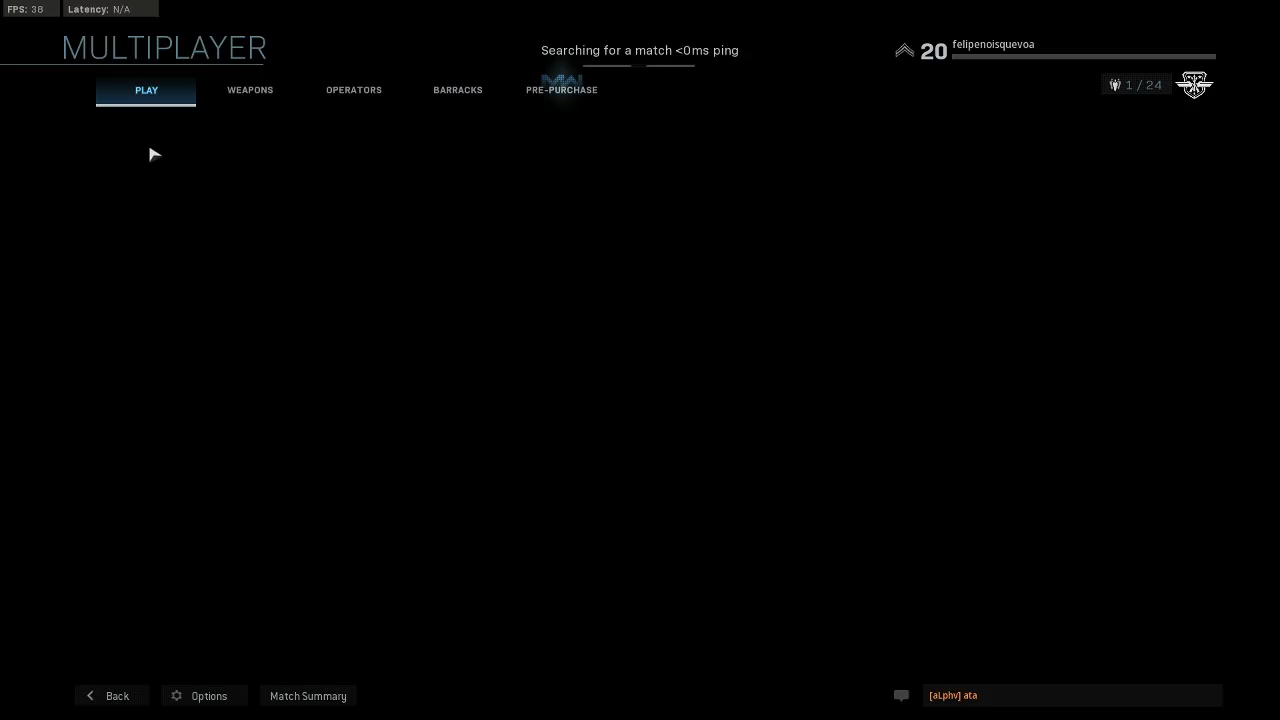 FPS: 38 Latency: N/A
MULTIPLAYER
Searching for a match <0ms ping
20 felipenoisquevoa
PLAY WEAPONS OPERATORS BARRACKS PRE-PURCHASE
1 / 24
Back Options Match Summary
[aLphv] ata